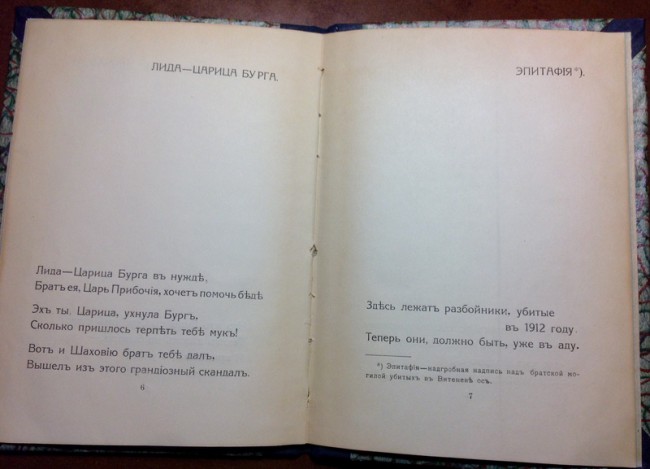 ЛИДА—ЦАРИЦА БУРГА.
Лида—Царица Бурга въ нуждѣ,
Братъ ея, Царь Прибочія, хочетъ помочь бѣдѣ
Эхъ ты, Царица, ухнула Бургъ,
Сколько пришлось терпѣть тебѣ мукъ!
Вотъ и Шаховію братъ тебѣ далъ,
Вышелъ изъ этого грандіозный скандалъ.
6
ЭПИТАФІЯ*).
Здѣсь лежатъ разбойники, убитые
въ 1912 году.
Теперь они, должно быть, уже въ аду.
*) Эпитафія—надгробная надпись надъ братской мо-
гилой убитыхъ въ осъ.
7